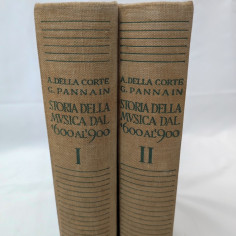 A. DELLA CORTE
G. PANNAIN
STORIA DELLA
MVSICA DAL
'600 AL '900
I
A. DELLA CORTE
G. PANNAIN
STORIA DELLA
MVSICA DAL
'600 AL '900
II